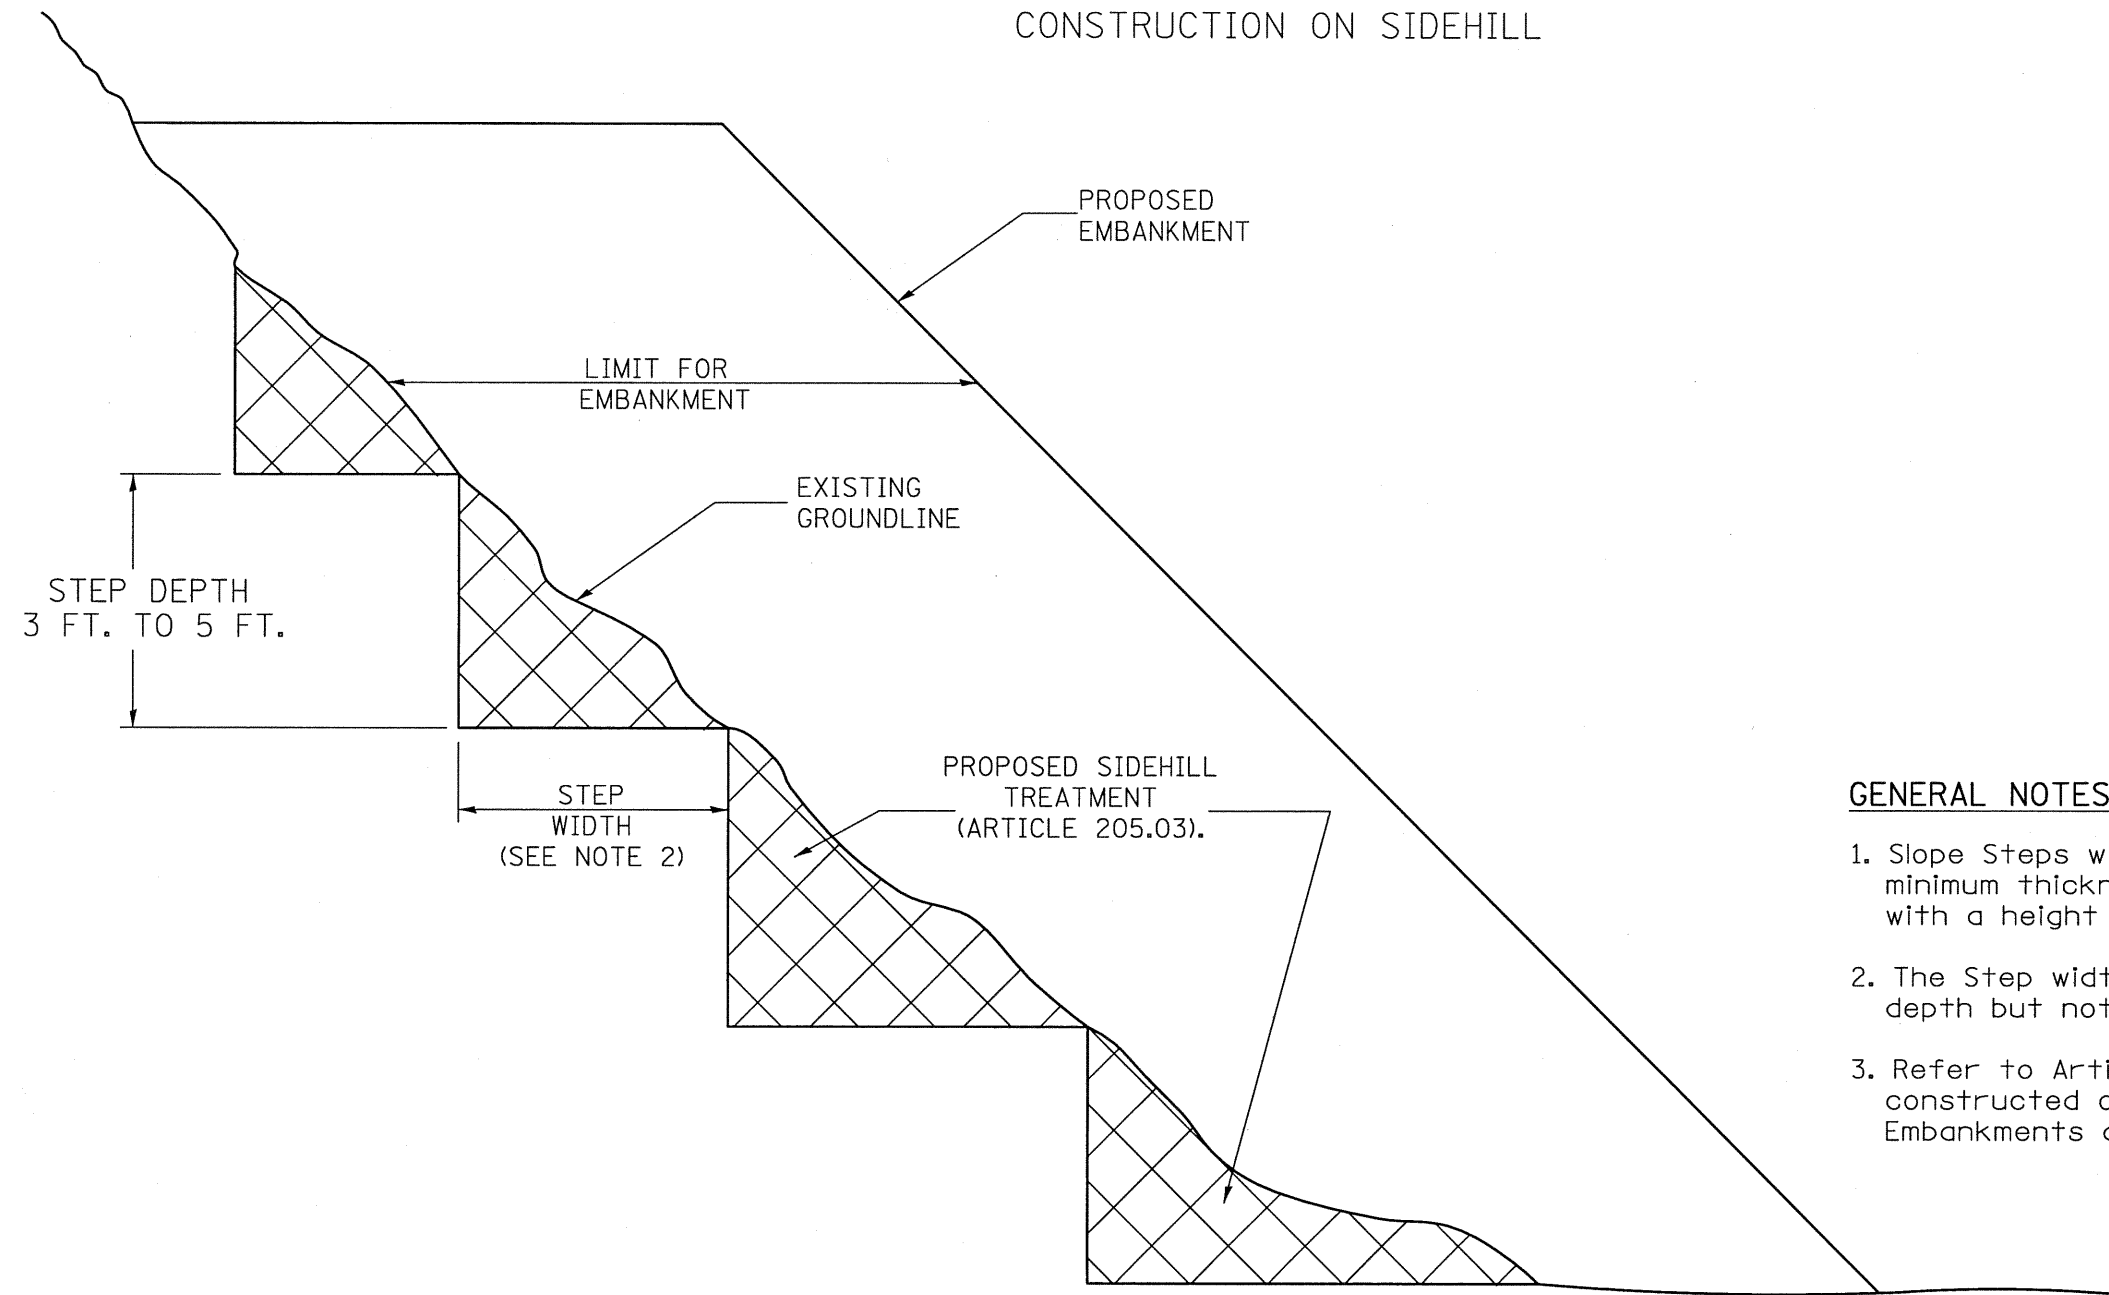 CONSTRUCTION ON SIDEHILL
PROPOSED
EMBANKMENT
LIMIT FOR
EMBANKMENT
EXISTING
GROUNDLINE
STEP DEPTH
3 FT. TO 5 FT.
STEP
WIDTH
(SEE NOTE 2)
PROPOSED SIDEHILL
TREATMENT
(ARTICLE 205.03).
GENERAL NOTES
1. Slope Steps
minimum
with a height
2. The Step
depth but not
3. Refer to
constructed
Embankments